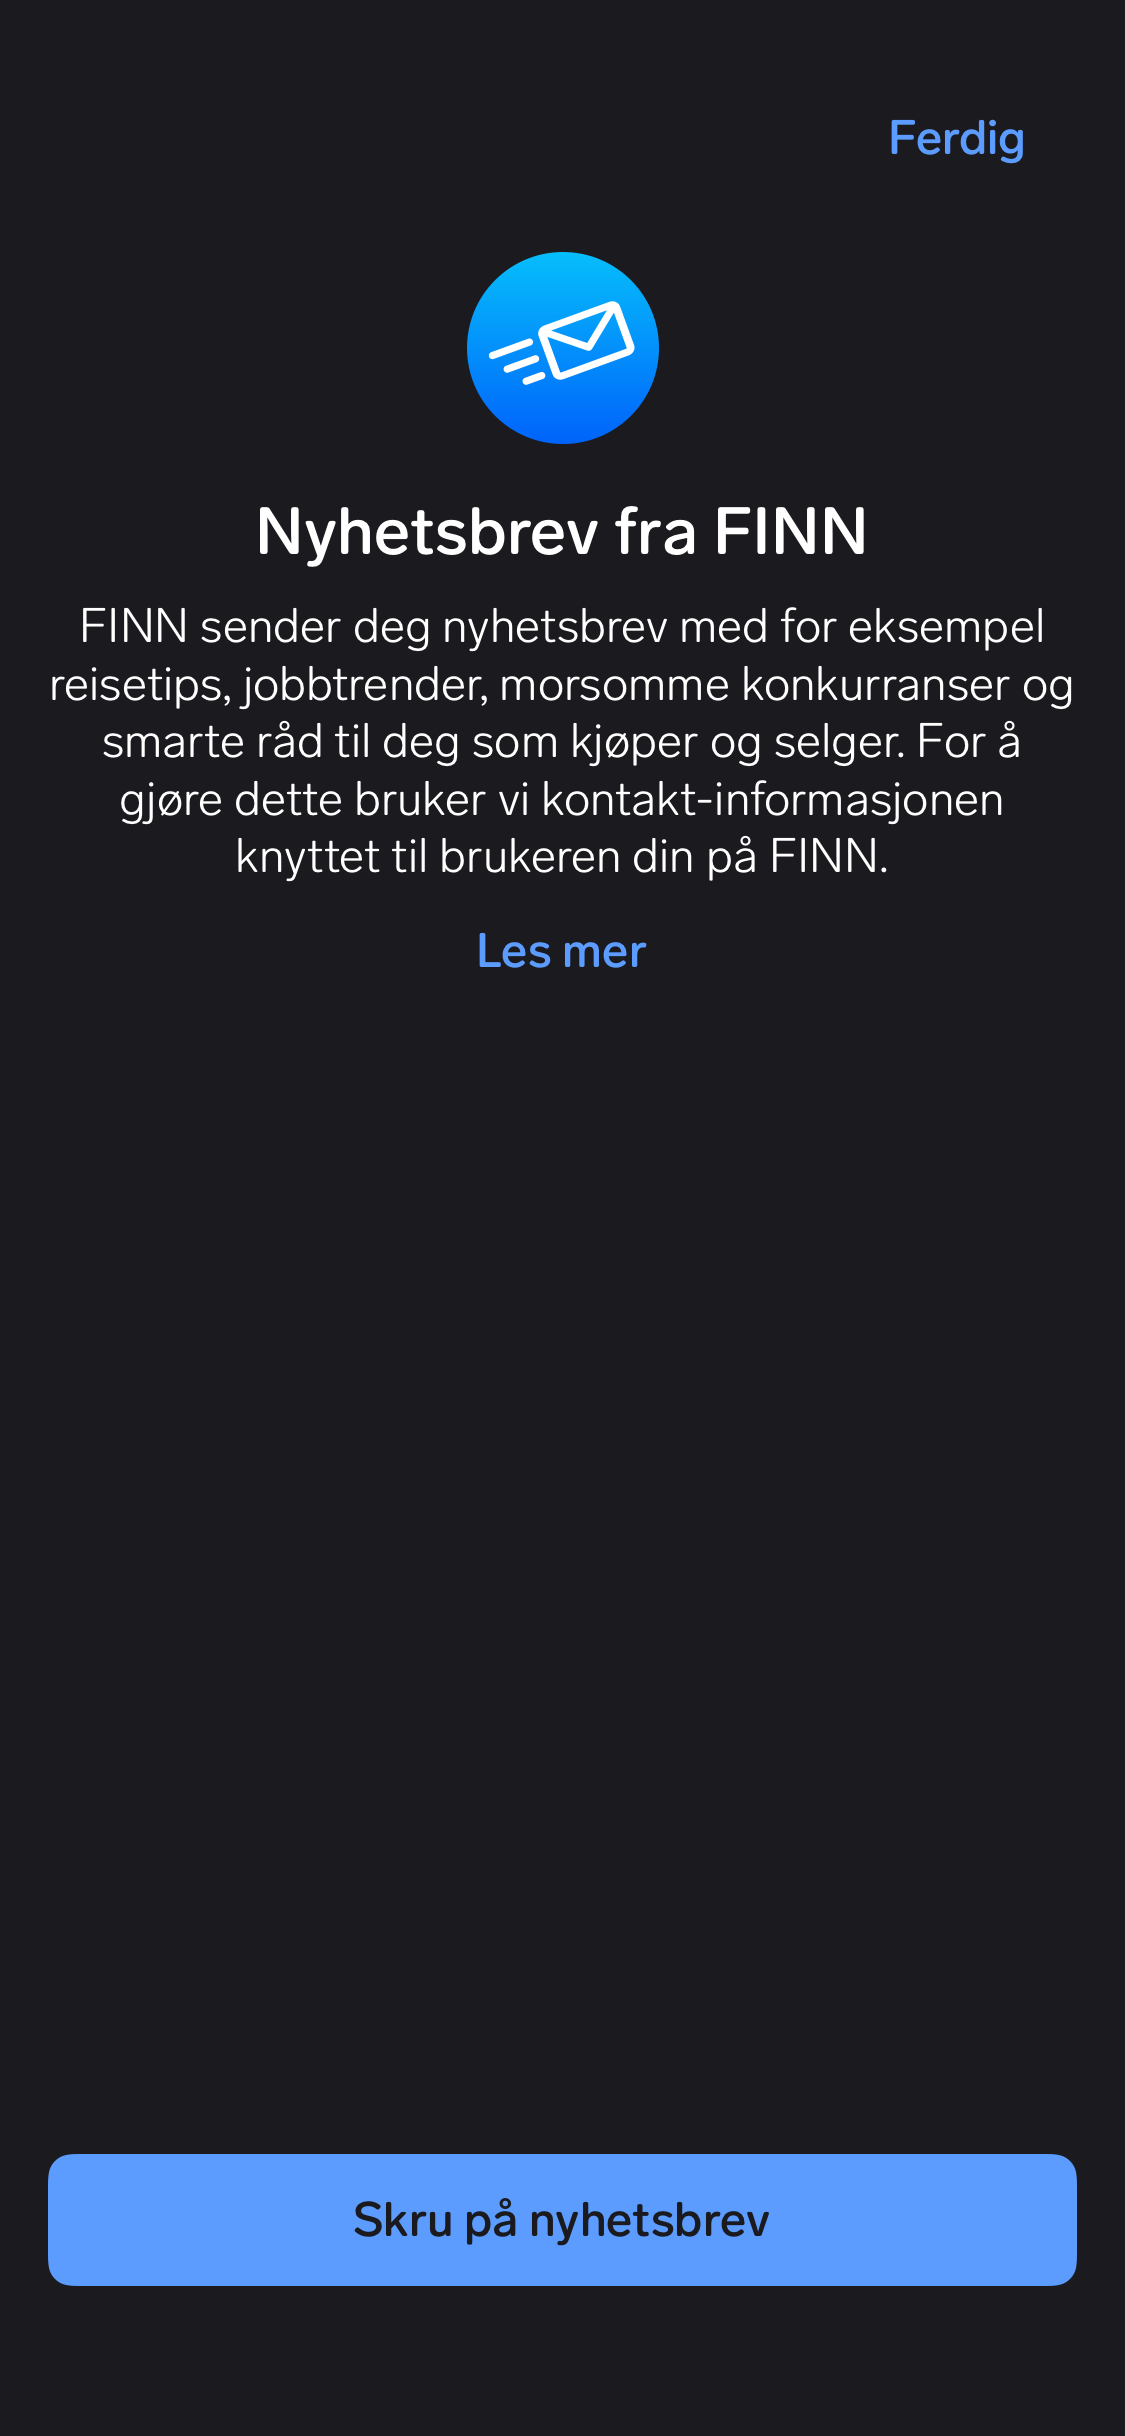 Ferdig
Nyhetsbrev fra FINN
FINN sender deg nyhetsbrev med for eksempel
reisetips, jobbtrender, morsomme konkurranser og
smarte råd til deg som kjøper og selger. For å
gjøre dette bruker vi kontakt-informasjonen
knyttet til brukeren din på FINN.
Les mer
Skru på nyhetsbrev